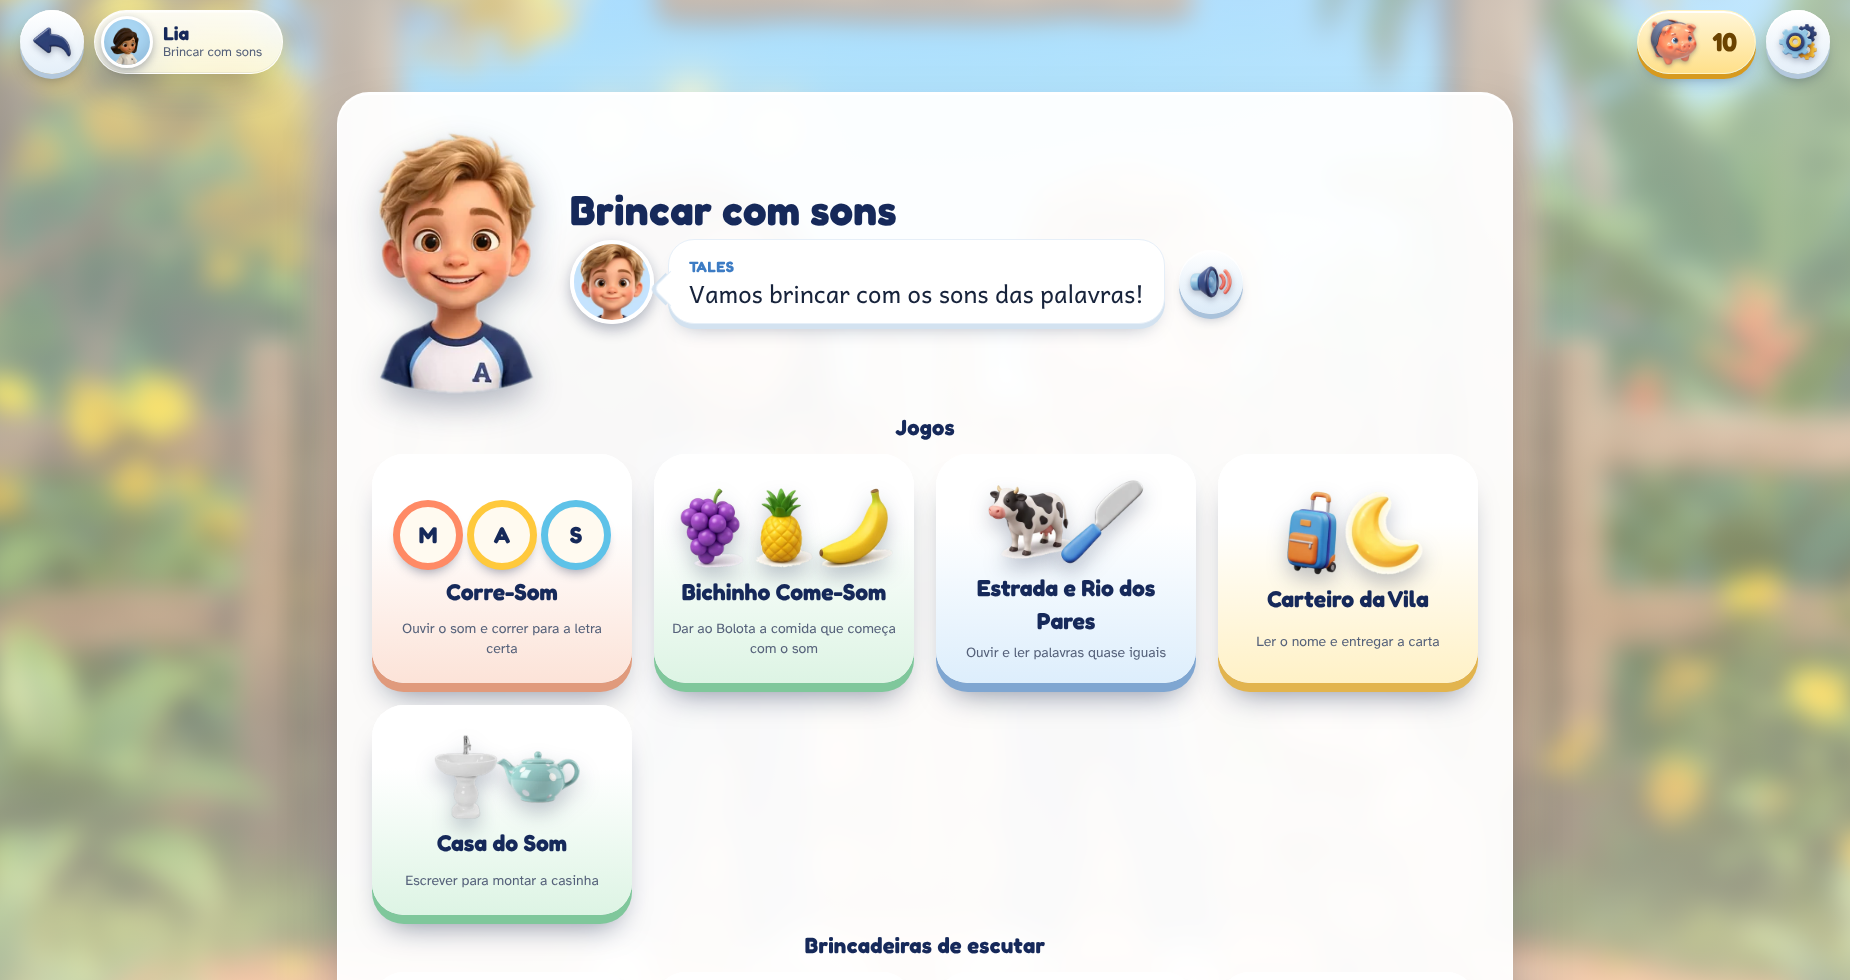 Lia
Brincar com sons
10
Brincar com sons
TALES
Vamos brincar com os sons das palavras!
A
Jogos
M A S
Corre-Som
Ouvir o som e correr para a letra
certa
Bichinho Come-Som
Dar ao Bolota a comida que começa
com o som
Estrada e Rio dos
Pares
Ouvir e ler palavras quase iguais
Carteiro da Vila
Ler o nome e entregar a carta
Casa do Som
Escrever para montar a casinha
Brincadeiras de escutar